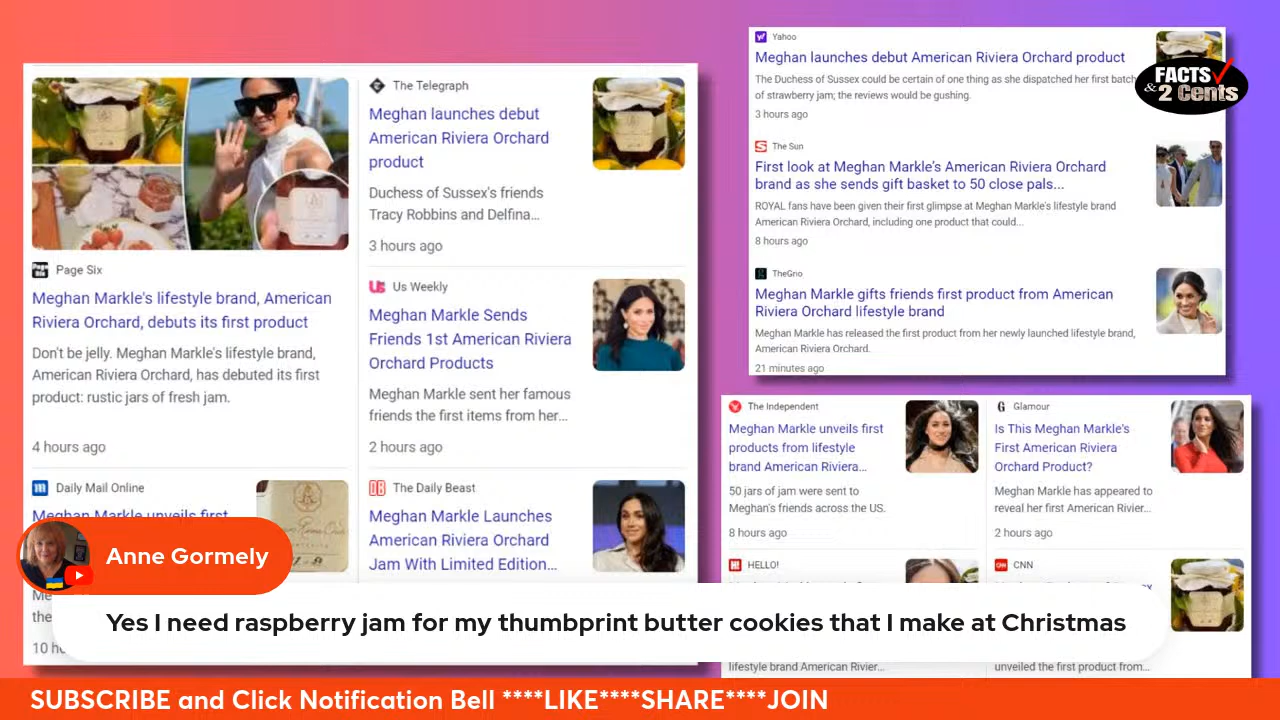 The Telegraph
Meghan launches debut
American Riviera Orchard
product
Duchess of Sussex's friends
Tracy Robbins and Delfina...
3 hours ago
Page Six
Meghan Markle's lifestyle brand, American
Riviera Orchard, debuts its first product
Don't be jelly. Meghan Markle's lifestyle brand,
American Riviera Orchard, has debuted its first
product: rustic jars of fresh jam.
4 hours ago
Us Weekly
Meghan Markle Sends
Friends 1st American Riviera
Orchard Products
Meghan Markle sent her famous
friends the first items from her...
2 hours ago
Daily Mail Online
Meghan Markle unveils first
The Daily Beast
Meghan Markle Launches
American Riviera Orchard
Jam With Limited Edition...
Yahoo
Meghan launches debut American Riviera Orchard product
The Duchess of Sussex could be certain of one thing as she dispatched her first batch
of strawberry jam; the reviews would be gushing.
3 hours ago
FACTS
& 2 Cents
The Sun
First look at Meghan Markle's American Riviera Orchard
brand as she sends gift basket to 50 close pals...
ROYAL fans have been given their first glimpse at Meghan Markle's lifestyle brand
American Riviera Orchard, including one product that could...
8 hours ago
TheGrio
Meghan Markle gifts friends first product from American
Riviera Orchard lifestyle brand
Meghan Markle has released the first product from her newly launched lifestyle brand,
American Riviera Orchard.
21 minutes ago
The Independent
Meghan Markle unveils first
products from lifestyle
brand American Riviera...
50 jars of jam were sent to
Meghan's friends across the US.
8 hours ago
Glamour
Is This Meghan Markle's
First American Riviera
Orchard Product?
Meghan Markle has appeared to
reveal her first American Rivier...
2 hours ago
HELLO!
lifestyle brand American Rivier...
CNN
unveiled the first product from...
Anne Gormely
Yes I need raspberry jam for my thumbprint butter cookies that I make at Christmas
SUBSCRIBE and Click Notification Bell ****LIKE****SHARE****JOIN